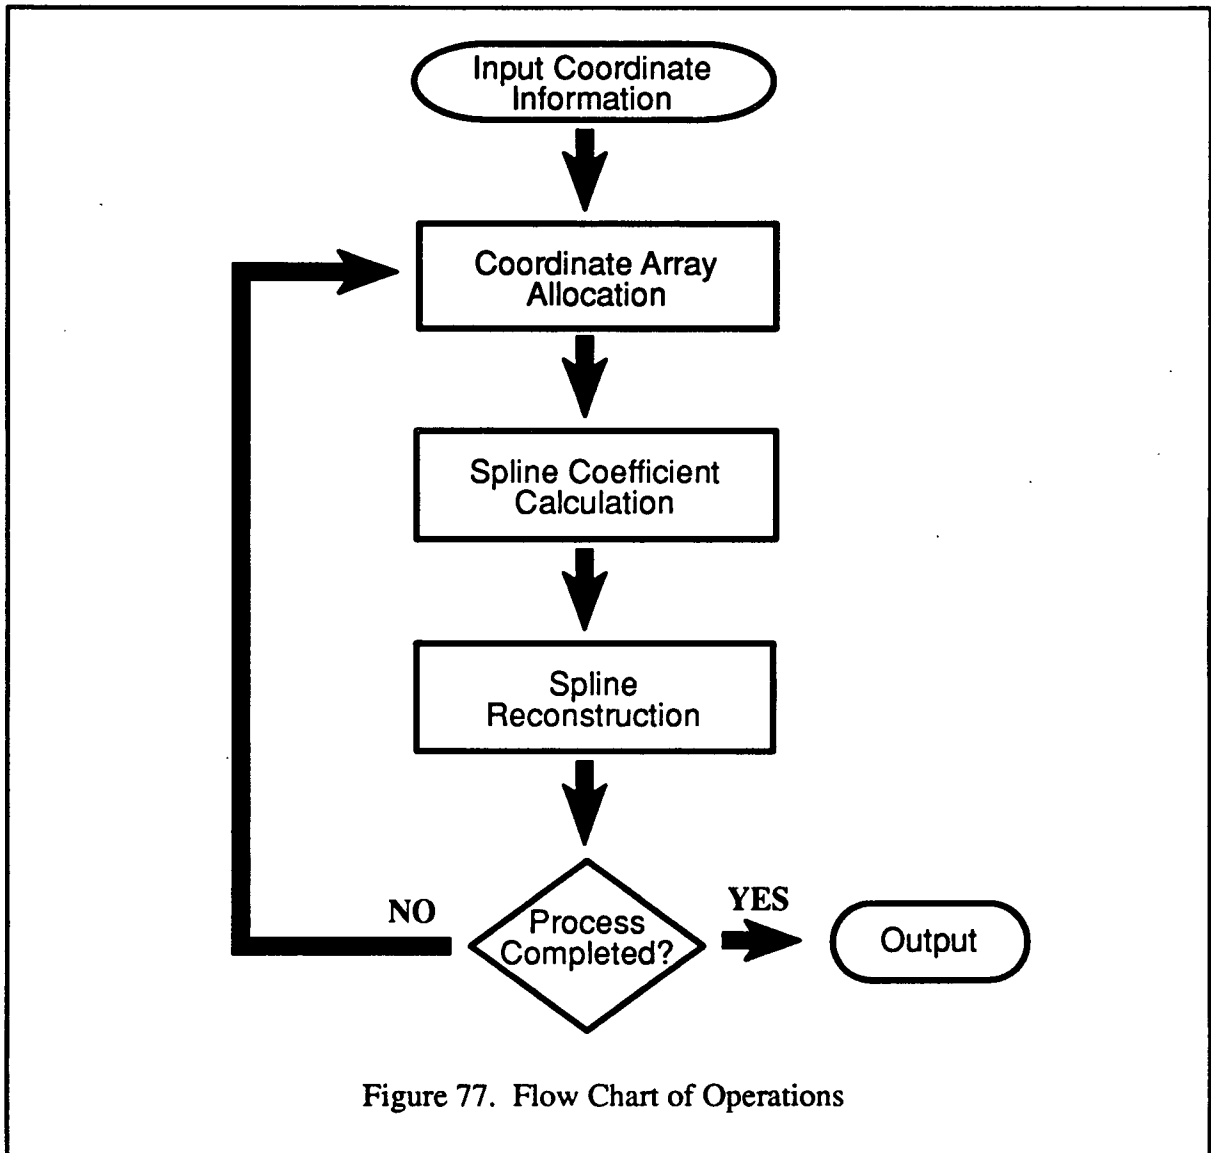 Input Coordinate
Information
Coordinate Array
Allocation
Spline Coefficient
Calculation
Spline
Reconstruction
NO
Process
Completed?
YES
Output
Figure 77. Flow Chart of Operations